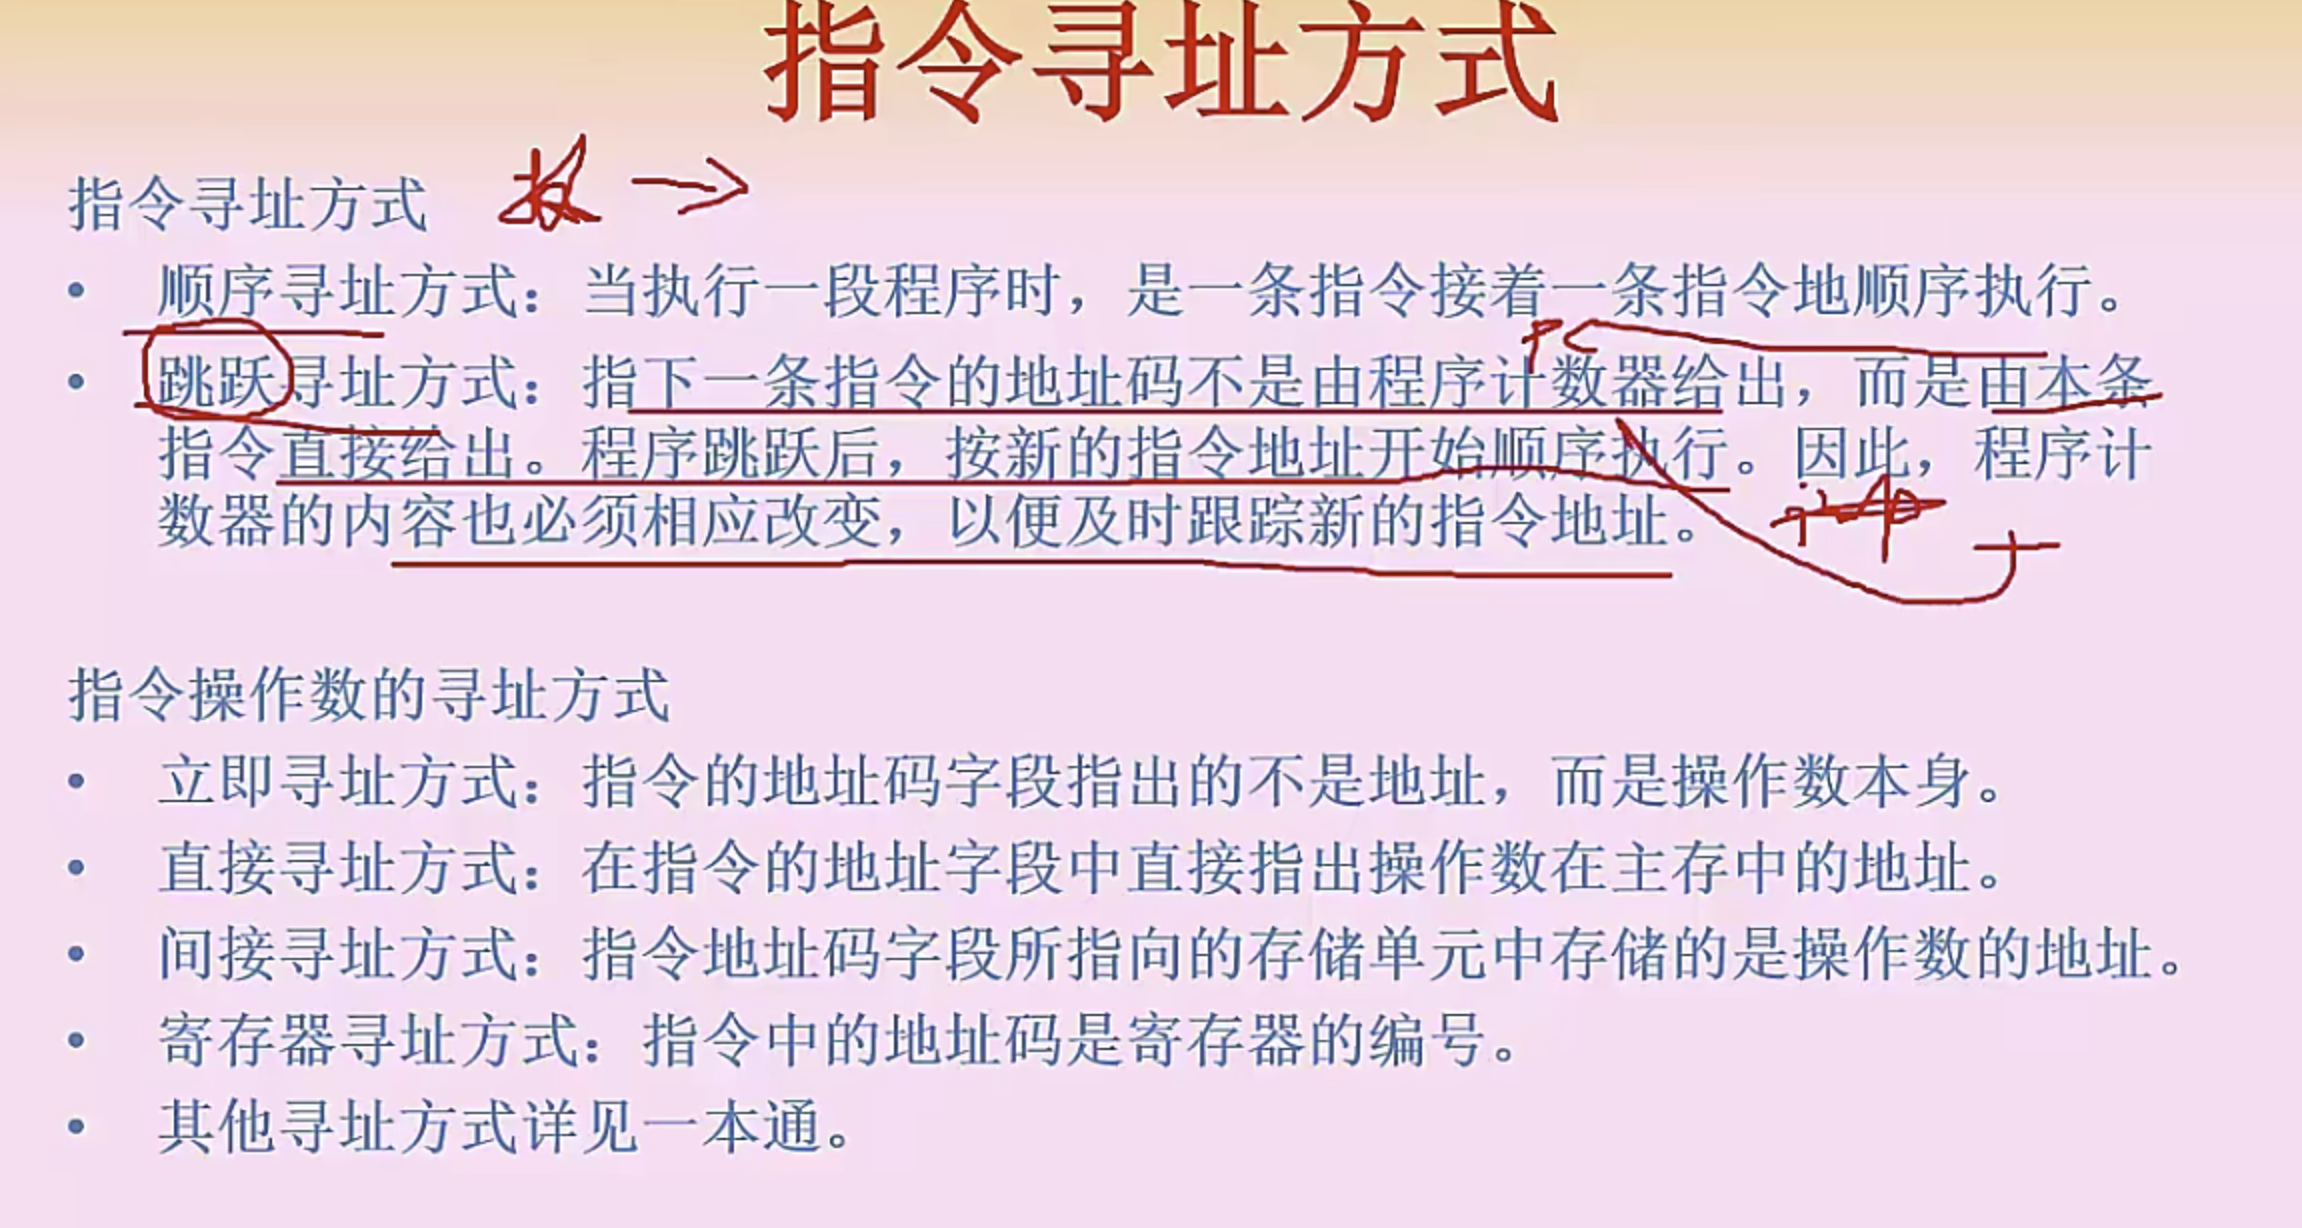 指令寻址方式
指令寻址方式
• 顺序寻址方式：当执行一段程序时，是一条指令接着一条指令地顺序执行。
• 跳跃寻址方式：指下一条指令的地址码不是由程序计数器给出，而是由本条
指令直接给出。程序跳跃后，按新的指令地址开始顺序执行。因此，程序计
数器的内容也必须相应改变，以便及时跟踪新的指令地址。
指令操作数的寻址方式
• 立即寻址方式：指令的地址码字段指出的不是地址，而是操作数本身。
• 直接寻址方式：在指令的地址字段中直接指出操作数在主存中的地址。
• 间接寻址方式：指令地址码字段所指向的存储单元中存储的是操作数的地址。
• 寄存器寻址方式：指令中的地址码是寄存器的编号。
• 其他寻址方式详见一本通。